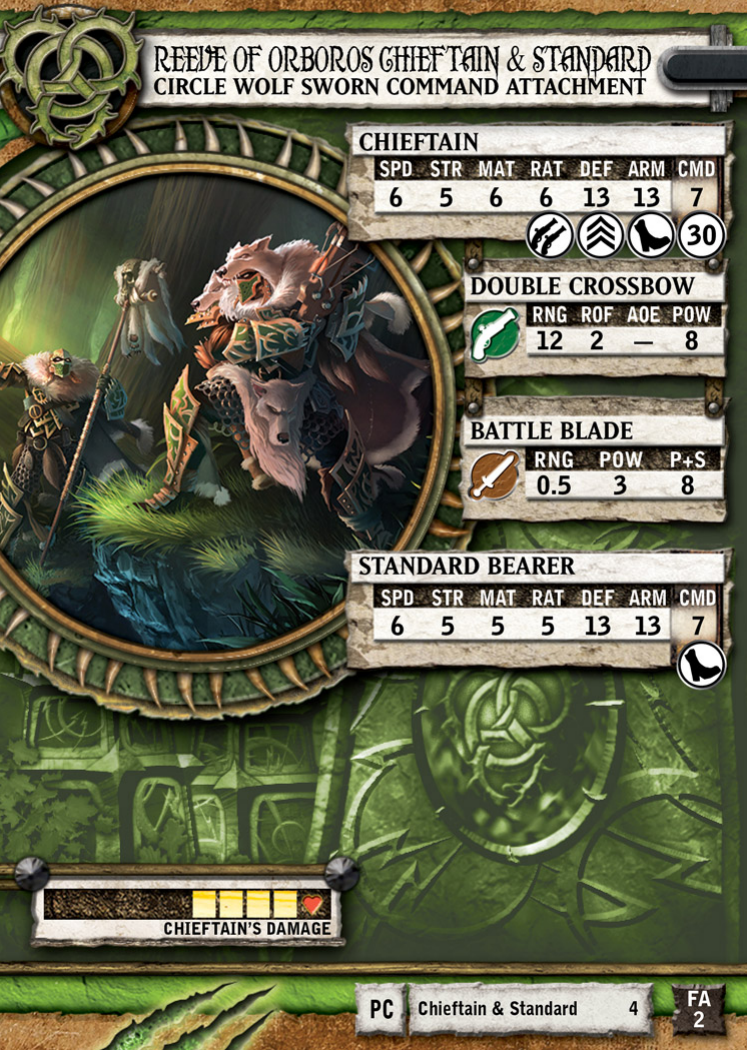 REEVE OF ORBOROS CHIEFTAIN & STANDARD
CIRCLE WOLF SWORN COMMAND ATTACHMENT
CHIEFTAIN
SPD STR MAT RAT DEF ARM CMD
6 5 6 6 13 13 7
30
DOUBLE CROSSBOW
RNG ROF AOE POW
12 2 — 8
BATTLE BLADE
RNG POW P+S
0.5 3 8
STANDARD BEARER
SPD STR MAT RAT DEF ARM CMD
6 5 5 5 13 13 7
CHIEFTAIN'S DAMAGE
PC Chieftain & Standard 4
FA
2